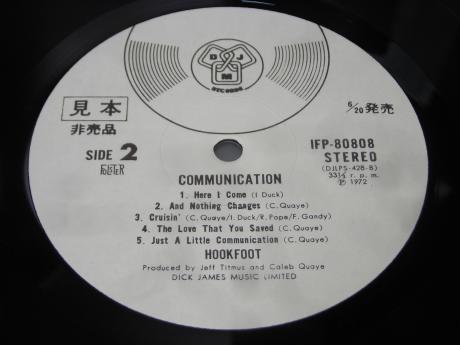 D J M
RECORDS
見本
非売品
SIDE 2
6/20発売
IFP-80808
STEREO
(DJLPS-428-B)
33⅓ r.p.m.
Ⓟ 1972
COMMUNICATION
1. Here I Come (I Duck)
2. And Nothing Changes (C. Quaye)
3. Cruisin' (C. Quaye/I. Duck/R. Pope/F. Gandy)
4. The Love That You Saved (C. Quaye)
5. Just A Little Communication (C. Quaye)
HOOKFOOT
Produced by Jeff Titmus and Caleb Quaye
DICK JAMES MUSIC LIMITED